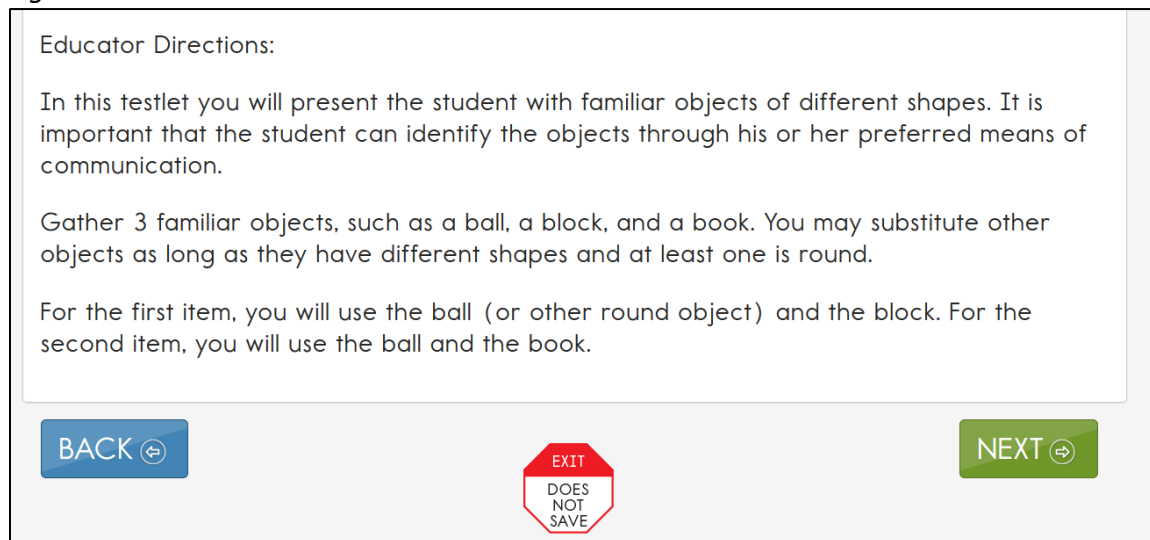 Educator Directions:
In this testlet you will present the student with familiar objects of different shapes. It is
important that the student can identify the objects through his or her preferred means of
communication.
Gather 3 familiar objects, such as a ball, a block, and a book. You may substitute other
objects as long as they have different shapes and at least one is round.
For the first item, you will use the ball (or other round object) and the block. For the
second item, you will use the ball and the book.
BACK
NEXT
EXIT
DOES
NOT
SAVE